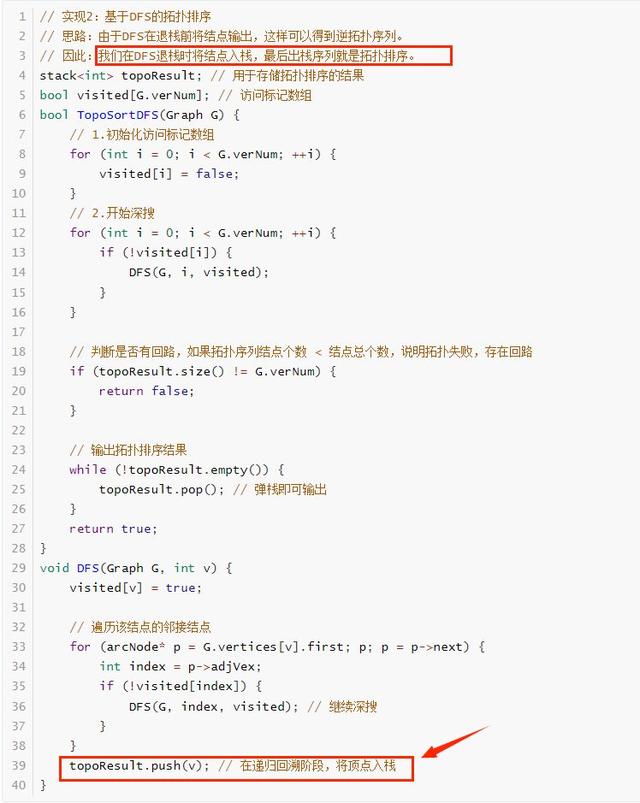 1 // 实现2：基于DFS的拓扑排序
2 // 思路：由于DFS在退栈前将结点输出，这样可以得到逆拓扑序列。
3 // 因此：我们在DFS退栈时将结点入栈，最后出栈序列就是拓扑排序。
4 stack<int> topoResult; // 用于存储拓扑排序的结果
5 bool visited[G.verNum]; // 访问标记数组
6 bool TopoSortDFS(Graph G) {
7     // 1.初始化访问标记数组
8     for (int i = 0; i < G.verNum; ++i) {
9         visited[i] = false;
10     }
11     // 2.开始深搜
12     for (int i = 0; i < G.verNum; ++i) {
13         if (!visited[i]) {
14             DFS(G, i, visited);
15         }
16     }
17
18     // 判断是否有回路，如果拓扑序列结点个数 < 结点总个数，说明拓扑失败，存在回路
19     if (topoResult.size() != G.verNum) {
20         return false;
21     }
22
23     // 输出拓扑排序结果
24     while (!topoResult.empty()) {
25         topoResult.pop(); // 弹栈即可输出
26     }
27     return true;
28 }
29 void DFS(Graph G, int v) {
30     visited[v] = true;
31
32     // 遍历该结点的邻接结点
33     for (arcNode* p = G.vertices[v].first; p; p = p->next) {
34         int index = p->adjVex;
35         if (!visited[index]) {
36             DFS(G, index, visited); // 继续深搜
37         }
38     }
39     topoResult.push(v); // 在递归回溯阶段，将顶点入栈
40 }